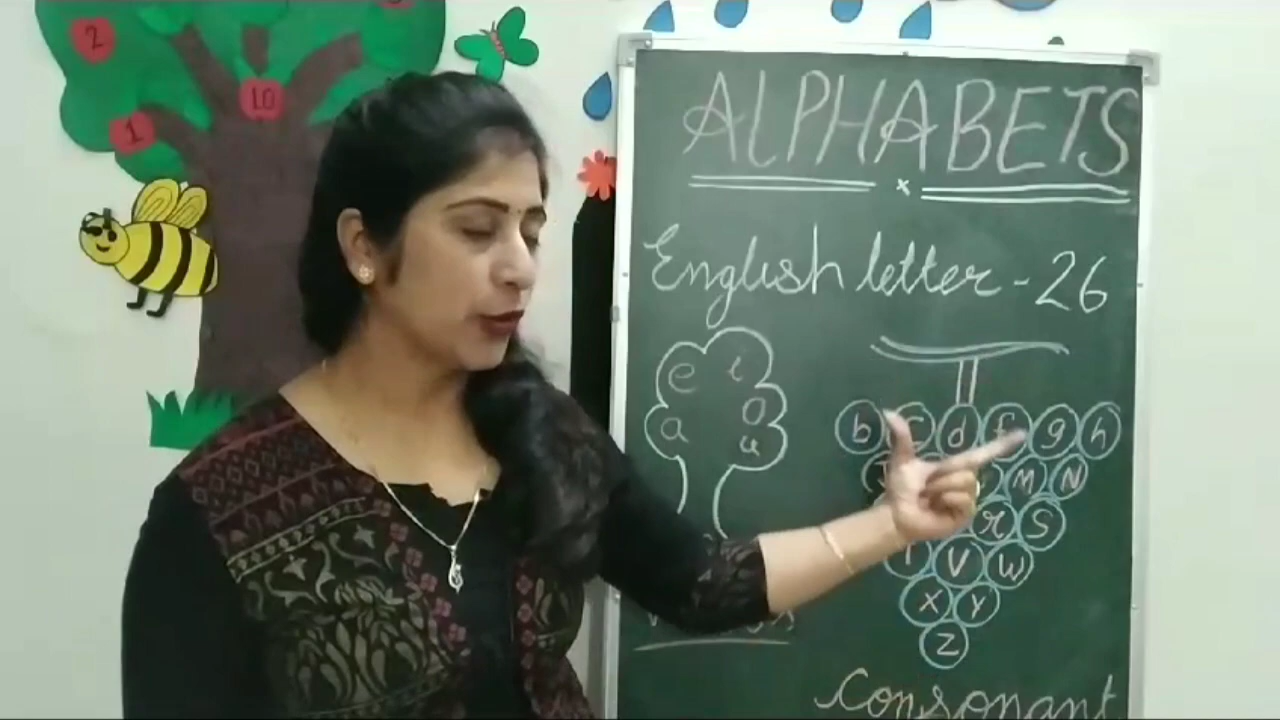 2
10
1
ALPHABETS
English letter - 26
e i
a o
u
b c d f g h
M N
r S
V W
X Y
Z
Consonant